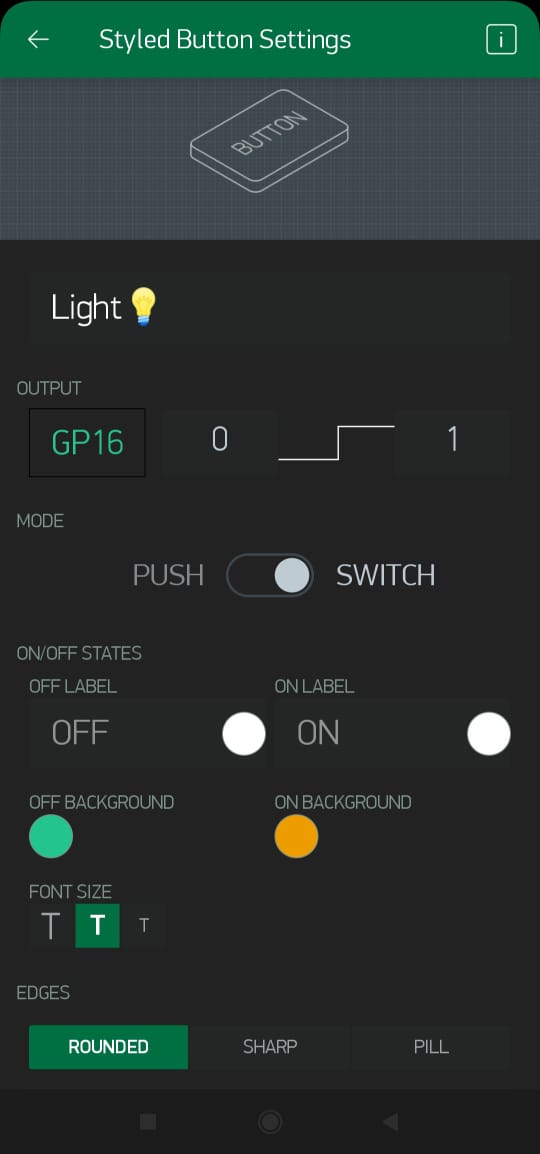 Styled Button Settings
i
BUTTON
Light 💡
OUTPUT
GP16 0 1
MODE
PUSH SWITCH
ON/OFF STATES
OFF LABEL ON LABEL
OFF ON
OFF BACKGROUND ON BACKGROUND
FONT SIZE
T T T
EDGES
ROUNDED SHARP PILL